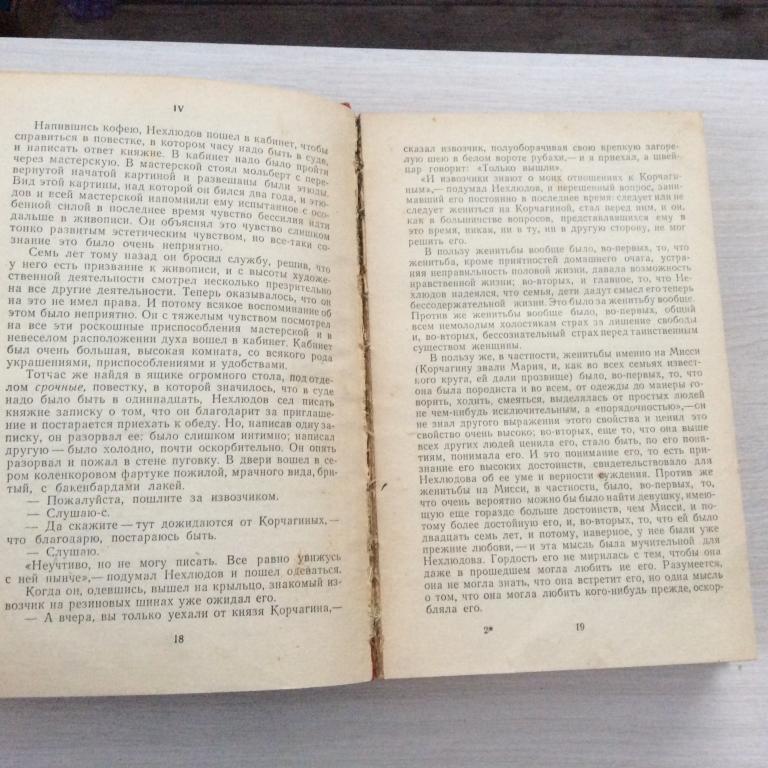 IV
Напившись кофею, Нехлюдов пошел в кабинет, чтобы
справиться в повестке, в котором часу надо быть в суде,
и написать ответ княжне. В кабинет надо было пройти
через мастерскую. В мастерской стоял мольберт с пере-
вернутой начатой картиной и развешаны были этюды.
Вид этой картины, над которой он бился два года, и этю-
дов и всей мастерской напомнили ему испытанное с осо-
бенной силой в последнее время чувство бессилия идти
дальше в живописи. Он объяснял это чувство слишком
тонко развитым эстетическим чувством, но все-таки со-
знание это было очень неприятно.
Семь лет тому назад он бросил службу, решив, что
у него есть призвание к живописи, и с высоты художе-
ственной деятельности смотрел несколько презрительно
на все другие деятельности. Теперь оказывалось, что он
на это не имел права. И потому всякое воспоминание об
этом было неприятно. Он с тяжелым чувством посмотрел
на все эти роскошные приспособления мастерской и в
невеселом расположении духа вошел в кабинет. Кабинет
был очень большая, высокая комната, со всякого рода
украшениями, приспособлениями и удобствами.
Тотчас же найдя в ящике огромного стола, под отде-
лом срочные, повестку, в которой значилось, что в суде
надо было быть в одиннадцать, Нехлюдов сел писать
княжне записку о том, что он благодарит за приглаше-
ние и постарается приехать к обеду. Но, написав одну за-
писку, он разорвал ее: было слишком интимно; написал
другую — было холодно, почти оскорбительно. Он опять
разорвал и пожал в стене пуговку. В двери вошел в се-
ром коленкоровом фартуке пожилой, мрачного вида, бри-
тый, с бакенбардами лакей.
— Пожалуйста, пошлите за извозчиком.
— Слушаю-с.
— Да скажите — тут дожидаются от Корчагиных,—
что благодарю, постараюсь быть.
— Слушаю.
«Неучтиво, но не могу писать. Все равно увижусь
с ней нынче»,— подумал Нехлюдов и пошел одеваться.
Когда он, одевшись, вышел на крыльцо, знакомый из-
возчик на резиновых шинах уже ожидал его.
— А вчера, вы только уехали от князя Корчагина,—
18
сказал извозчик, полуоборачивая свою крепкую загоре-
лую шею в белом вороте рубахи,— и я приехал, а швей-
цар говорит: «Только вышли».
«И извозчики знают о моих отношениях к Корчаги-
ным»,— подумал Нехлюдов, и нерешенный вопрос, зани-
мавший его постоянно в последнее время: следует или не
следует жениться на Корчагиной, стал перед ним, и он,
как в большинстве вопросов, представлявшихся ему в
это время, никак, ни в ту, ни в другую сторону, не мог
решить его.
В пользу женитьбы вообще было, во-первых, то, что
женитьба, кроме приятностей домашнего очага, устра-
няя неправильность половой жизни, давала возможность
нравственной жизни; во-вторых, и главное, то, что Не-
хлюдов надеялся, что семья, дети дадут смысл его теперь
бессодержательной жизни. Это было за женитьбу вообще.
Против же женитьбы вообще было, во-первых, общий
всем немолодым холостякам страх за лишение свободы
и, во-вторых, бессознательный страх перед таинственным
существом женщины.
В пользу же, в частности, женитьбы именно на Мисси
(Корчагину звали Мария, и, как во всех семьях известно-
го круга, ей дали прозвище) было, во-первых, то, что
она была породиста и во всем, от одежды до манеры го-
ворить, ходить, смеяться, выделялась от простых людей
не чем-нибудь исключительным, а «порядочностью»,— он
не знал другого выражения этого свойства и ценил это
свойство очень высоко; во-вторых, еще то, что она выше
всех других людей ценила его, стало быть, по его поня-
тиям, понимала его. И это понимание его, то есть при-
знание его высоких достоинств, свидетельствовало для
Нехлюдова об ее уме и верности суждения. Против же
женитьбы на Мисси, в частности, было, во-первых, то,
что очень вероятно можно бы было найти девушку, имею-
щую еще гораздо больше достоинств, чем Мисси, и по-
тому более достойную его, и, во-вторых, то, что ей было
двадцать семь лет, и потому, наверное, у нее были уже
прежние любови,— и эта мысль была мучительной для
Нехлюдова. Гордость его не мирилась с тем, чтобы она
даже в прошедшем могла любить не его. Разумеется,
она не могла знать, что она встретит его, но одна мысль
о том, что она могла любить кого-нибудь прежде, оскор-
бляла его.
2* 19